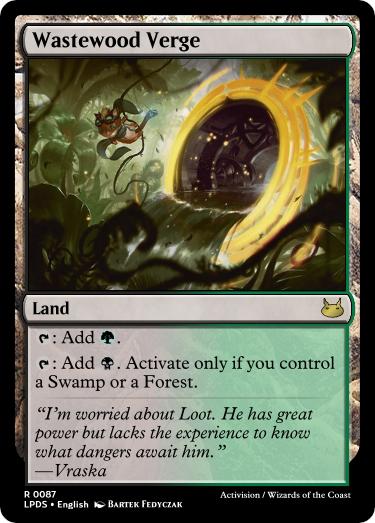 Wastewood Verge
Land
: Add .
: Add . Activate only if you control
a Swamp or a Forest.
“I’m worried about Loot. He has great
power but lacks the experience to know
what dangers await him.”
—Vraska
R 0087
LPDS • English Bartek Fedyczak
Activision / Wizards of the Coast